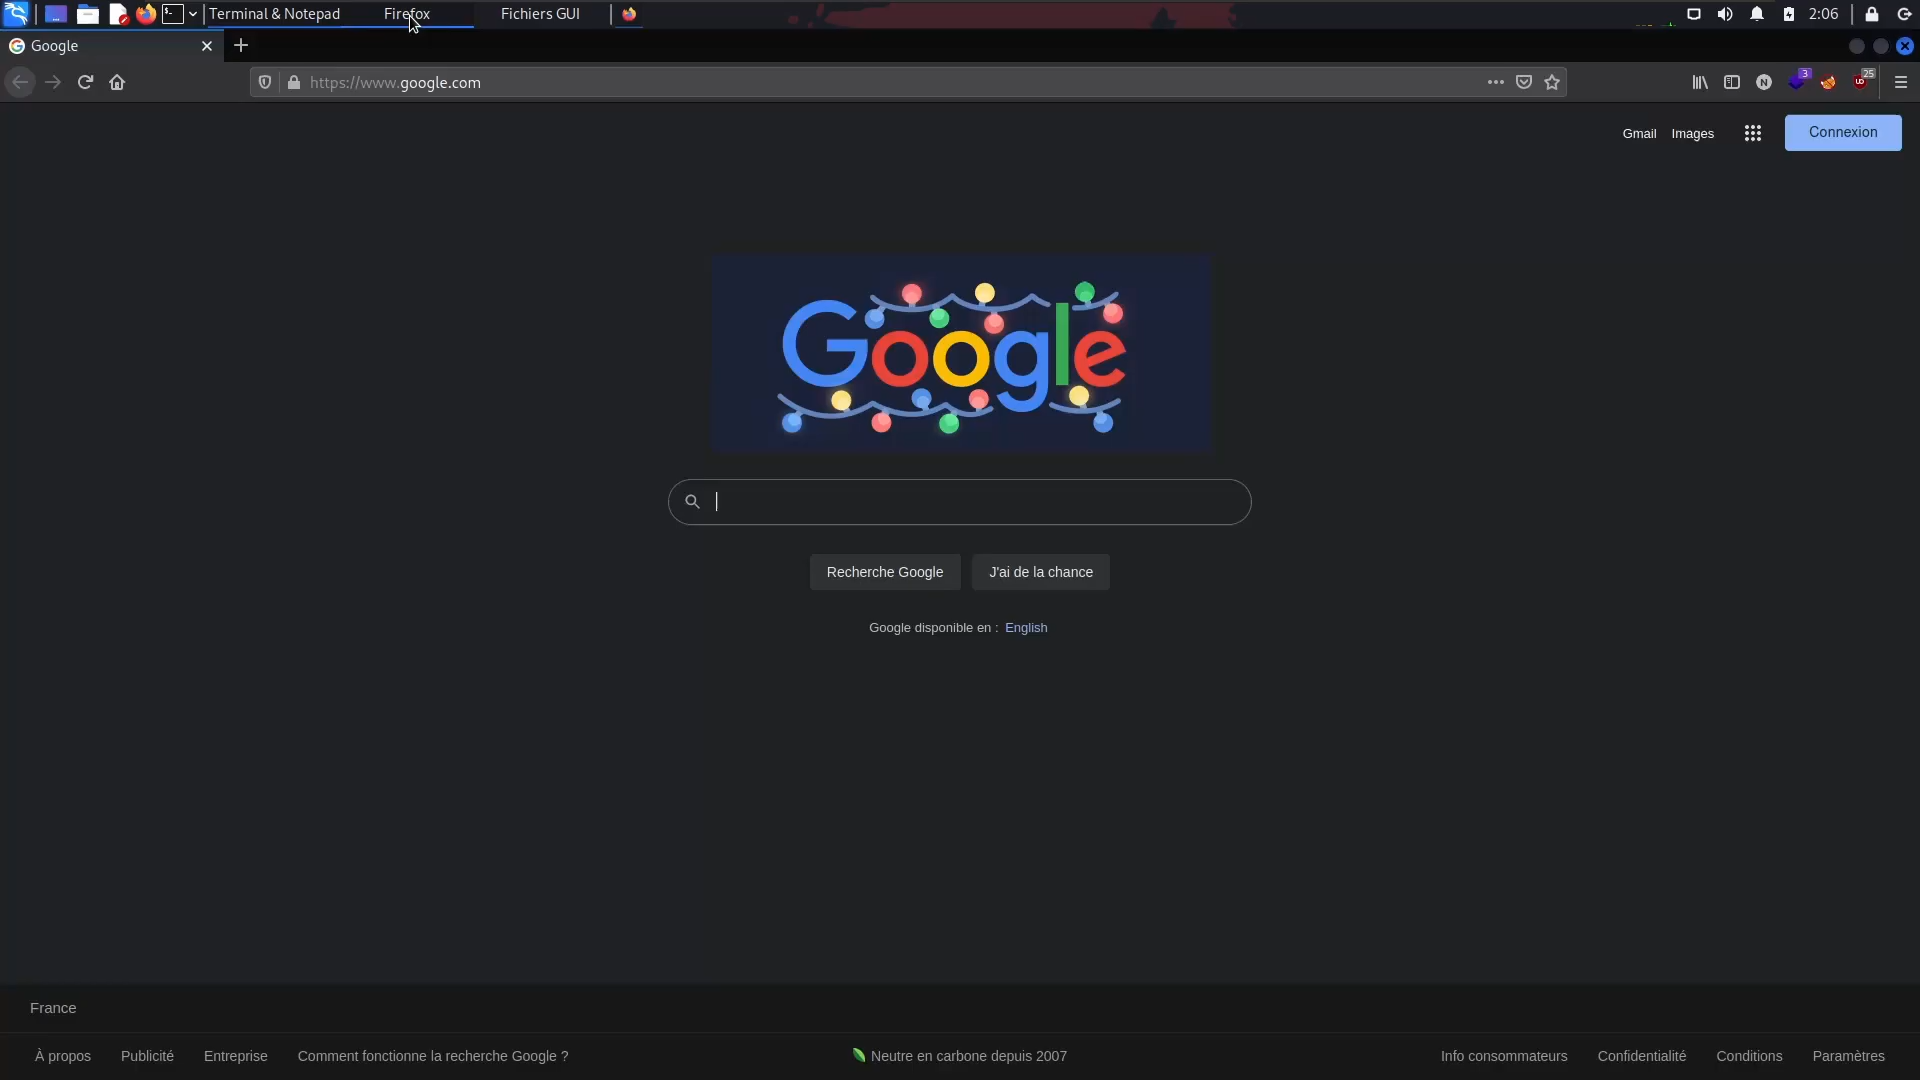 Terminal & Notepad Firefox Fichiers GUI 2:06
Google
https://www.google.com 3 25
Gmail Images Connexion
Google
Recherche Google J'ai de la chance
Google disponible en : English
France
À propos Publicité Entreprise Comment fonctionne la recherche Google ? Neutre en carbone depuis 2007 Info consommateurs Confidentialité Conditions Paramètres